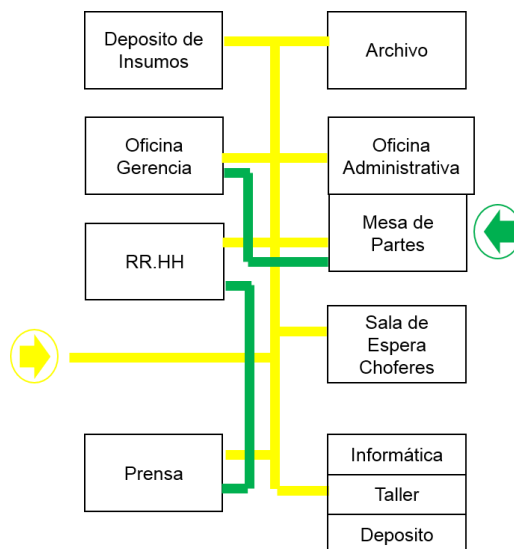 Deposito de
Insumos
Archivo
Oficina
Gerencia
Oficina
Administrativa
Mesa de
Partes
RR.HH
Sala de
Espera
Choferes
Prensa
Informática
Taller
Deposito